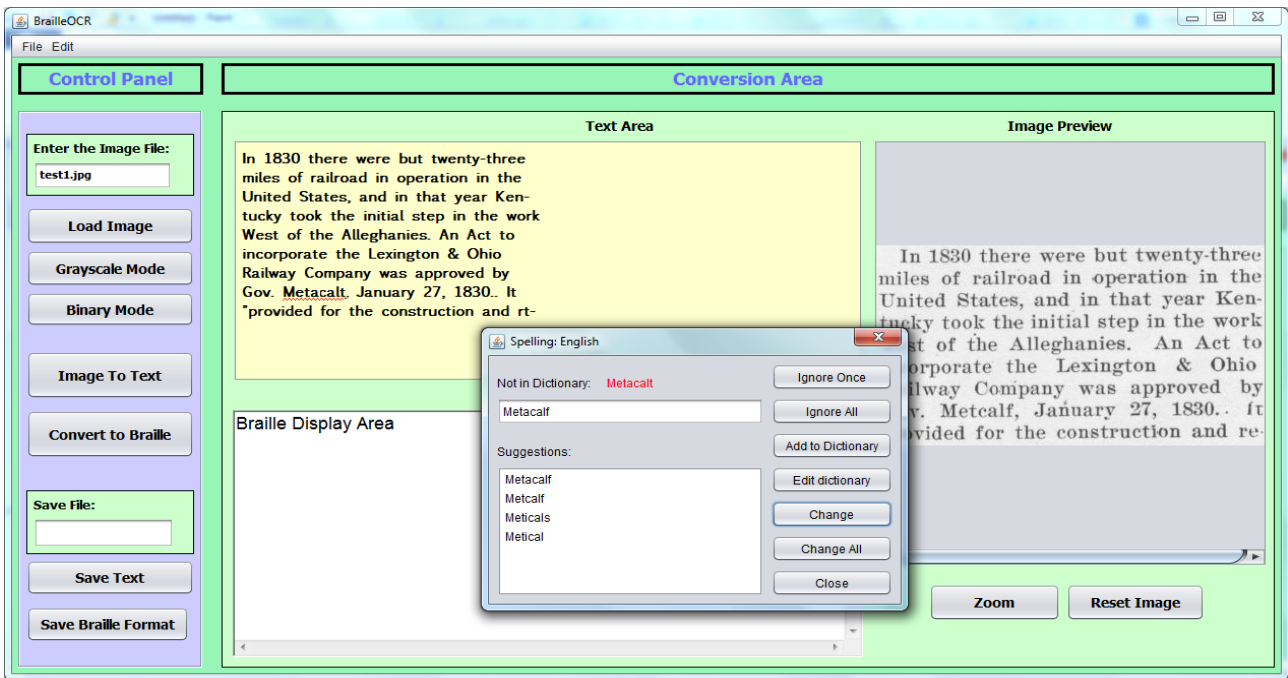 BrailleOCR
File Edit
Control Panel
Conversion Area
Enter the Image File:
test1.jpg
Load Image
Grayscale Mode
Binary Mode
Image To Text
Convert to Braille
Save File:
Save Text
Save Braille Format
Text Area
In 1830 there were but twenty-three
miles of railroad in operation in the
United States, and in that year Ken-
tucky took the initial step in the work
West of the Alleghanies. An Act to
incorporate the Lexington & Ohio
Railway Company was approved by
Gov. Metacalt, January 27, 1830.. It
"provided for the construction and rt-
Braille Display Area
Spelling: English
Not in Dictionary: Metacalt
Metacalf
Suggestions:
Metacalf
Metcalf
Meticals
Metical
Ignore Once
Ignore All
Add to Dictionary
Edit dictionary
Change
Change All
Close
Image Preview
In 1830 there were but twenty-three
miles of railroad in operation in the
United States, and in that year Ken-
tucky took the initial step in the work
st of the Alleghanies. An Act to
orporate the Lexington & Ohio
ilway Company was approved by
v. Metcalf, January 27, 1830.. It
ovided for the construction and re-
Zoom
Reset Image